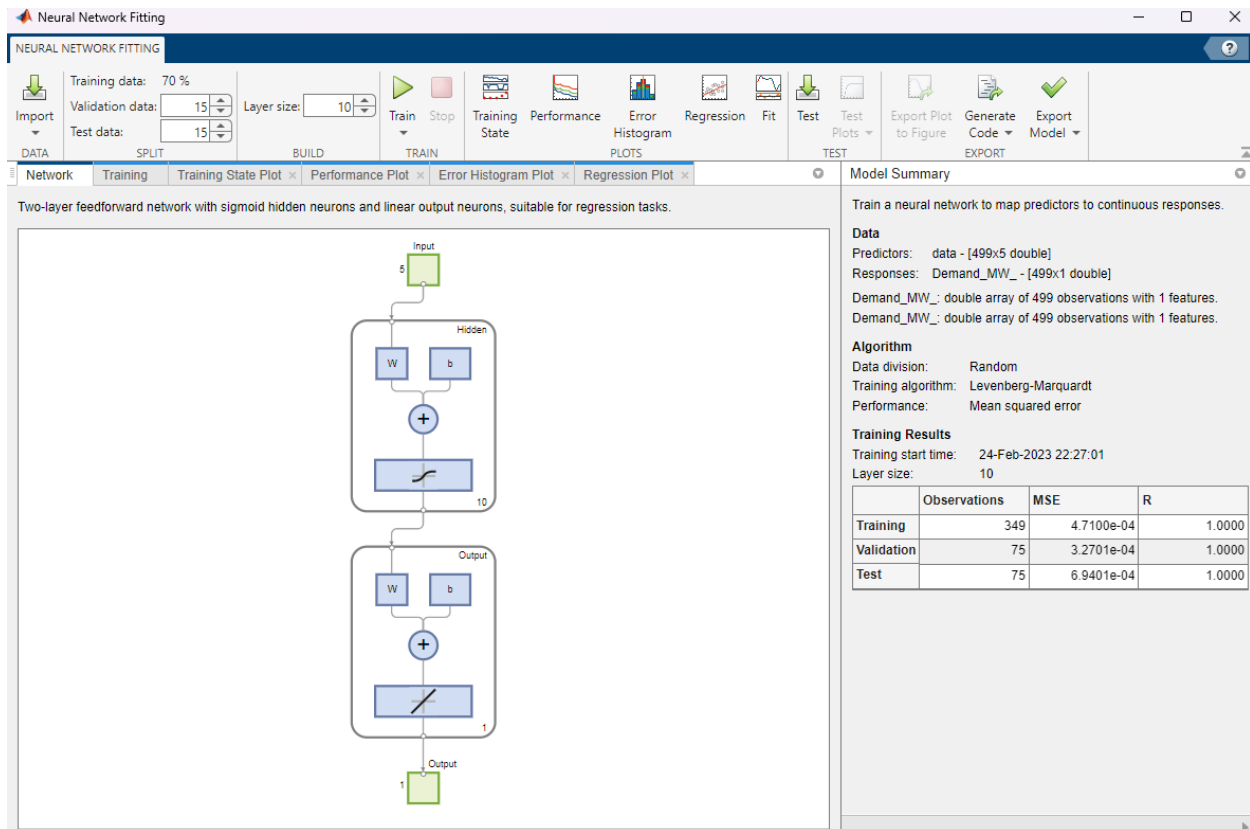 Neural Network Fitting
NEURAL NETWORK FITTING
?
Import
DATA
Training data: 70 %
Validation data: 15
Test data: 15
SPLIT
Layer size: 10
BUILD
Train
Stop
TRAIN
Training State
Performance
Error Histogram
Regression
Fit
PLOTS
Test
Test Plots
TEST
Export Plot to Figure
Generate Code
Export Model
EXPORT
Network
Training
Training State Plot ×
Performance Plot ×
Error Histogram Plot ×
Regression Plot ×
Two-layer feedforward network with sigmoid hidden neurons and linear output neurons, suitable for regression tasks.
Input
5
Hidden
W
b
+
10
Output
W
b
+
1
Output
1
Model Summary
Train a neural network to map predictors to continuous responses.
Data
Predictors: data - [499x5 double]
Responses: Demand_MW_ - [499x1 double]
Demand_MW_: double array of 499 observations with 1 features.
Demand_MW_: double array of 499 observations with 1 features.
Algorithm
Data division: Random
Training algorithm: Levenberg-Marquardt
Performance: Mean squared error
Training Results
Training start time: 24-Feb-2023 22:27:01
Layer size: 10
Observations MSE R
Training 349 4.7100e-04 1.0000
Validation 75 3.2701e-04 1.0000
Test 75 6.9401e-04 1.0000